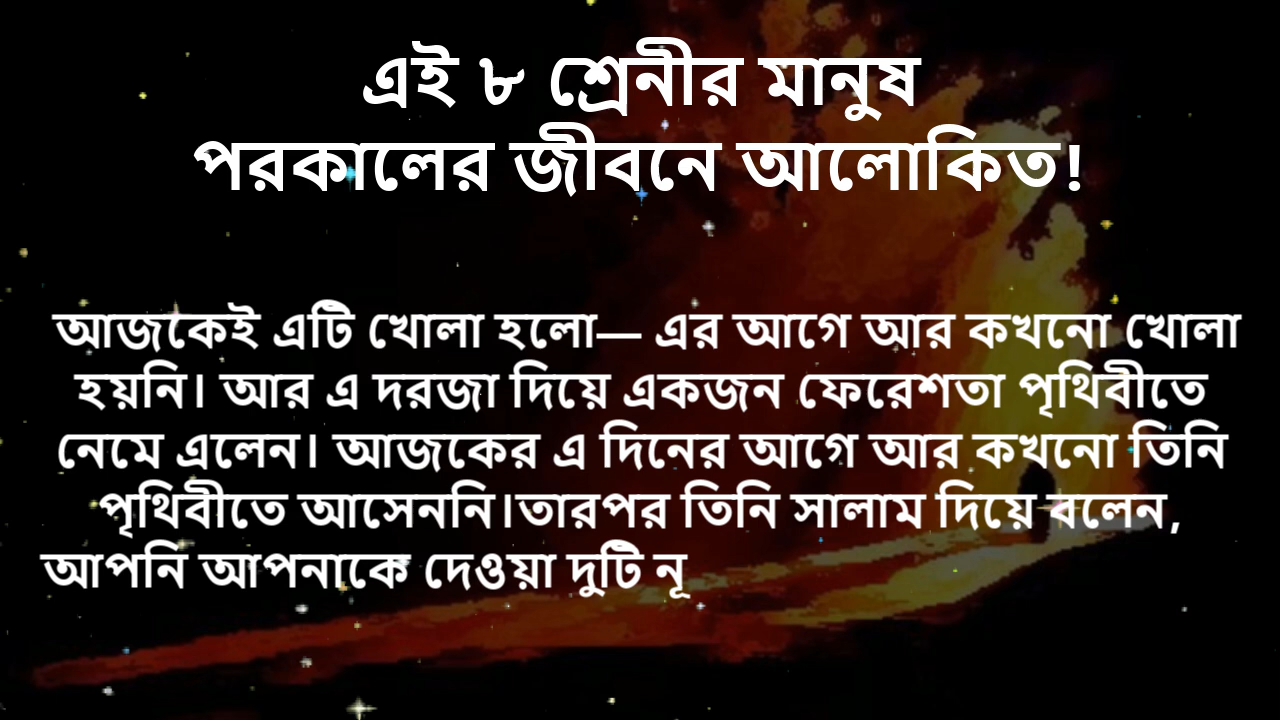 এই ৮ শ্রেনীর মানুষ
পরকালের জীবনে আলোকিত!
আজকেই এটি খোলা হলো— এর আগে আর কখনো খোলা
হয়নি। আর এ দরজা দিয়ে একজন ফেরেশতা পৃথিবীতে
নেমে এলেন। আজকের এ দিনের আগে আর কখনো তিনি
পৃথিবীতে আসেননি।তারপর তিনি সালাম দিয়ে বলেন,
আপনি আপনাকে দেওয়া দুটি নূ